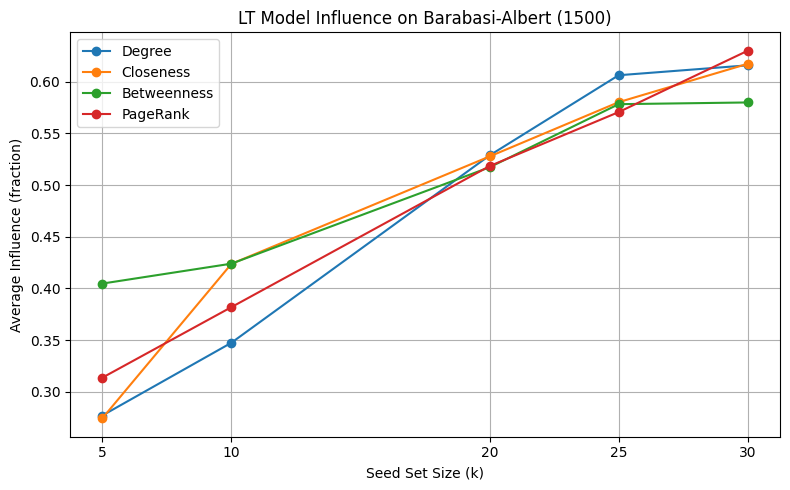 LT Model Influence on Barabasi-Albert (1500)
Degree
Closeness
Betweenness
PageRank
Average Influence (fraction)
0.60
0.55
0.50
0.45
0.40
0.35
0.30
5 10 20 25 30
Seed Set Size (k)